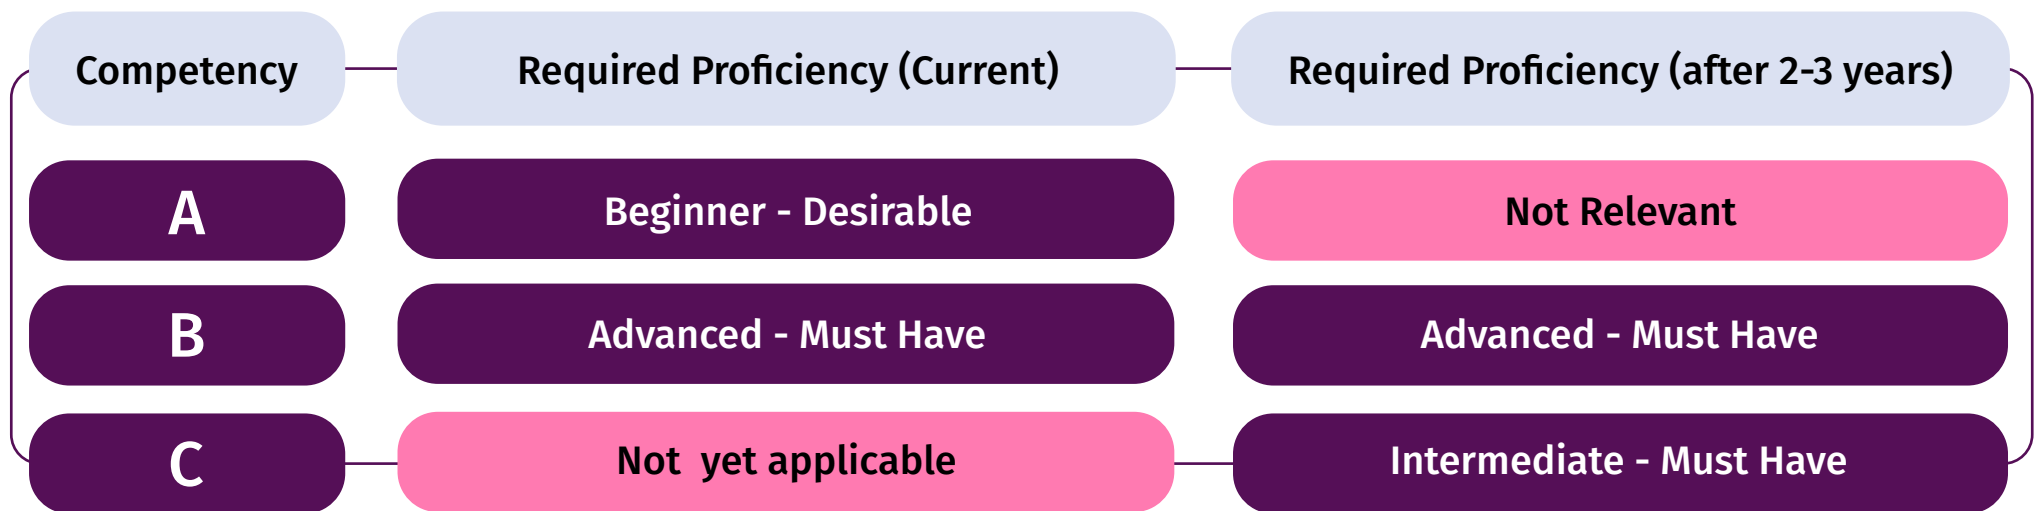 Competency
Required Proficiency (Current)
Required Proficiency (after 2-3 years)
A
Beginner - Desirable
Not Relevant
B
Advanced - Must Have
Advanced - Must Have
C
Not yet applicable
Intermediate - Must Have